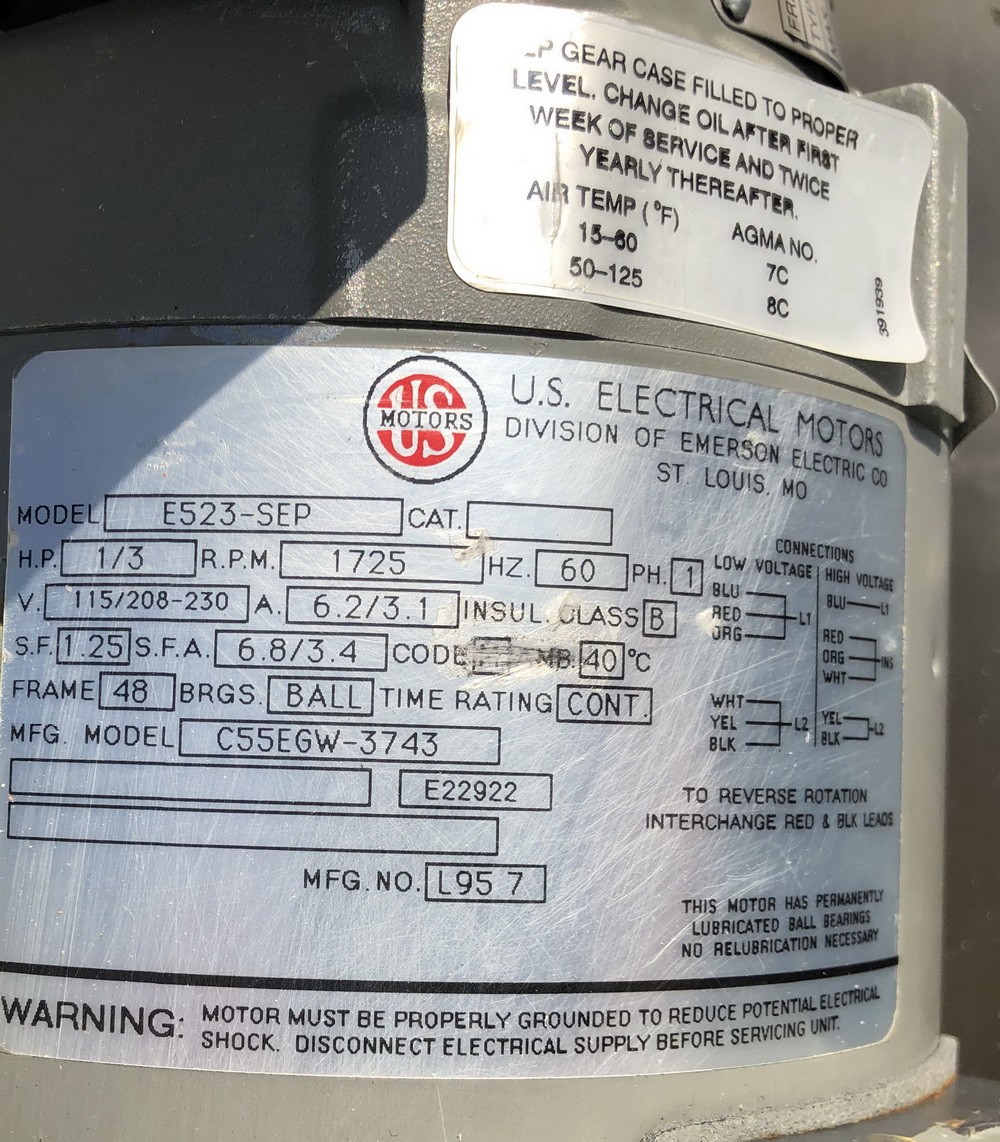 GEAR CASE FILLED TO PROPER
LEVEL. CHANGE OIL AFTER FIRST
WEEK OF SERVICE AND TWICE
YEARLY THEREAFTER.
AIR TEMP (°F) AGMA NO.
15-60 7C
50-125 8C
391939
US
MOTORS
U.S. ELECTRICAL MOTORS
DIVISION OF EMERSON ELECTRIC CO
ST. LOUIS, MO
MODEL E523-SEP CAT.
H.P. 1/3 R.P.M. 1725 HZ. 60 PH. 1
V. 115/208-230 A. 6.2/3.1 INSUL CLASS B
S.F. 1.25 S.F.A. 6.8/3.4 CODE 40 °C
FRAME 48 BRGS. BALL TIME RATING CONT.
MFG. MODEL C55EGW-3743
E22922
MFG. NO. L95 7
CONNECTIONS
LOW VOLTAGE HIGH VOLTAGE
BLU
RED L1
ORG
WHT
YEL L2
BLK
BLU L1
RED
ORG INS
WHT
YEL L2
BLK
TO REVERSE ROTATION
INTERCHANGE RED & BLK LEADS
THIS MOTOR HAS PERMANENTLY
LUBRICATED BALL BEARINGS
NO RELUBRICATION NECESSARY
WARNING: MOTOR MUST BE PROPERLY GROUNDED TO REDUCE POTENTIAL ELECTRICAL
SHOCK. DISCONNECT ELECTRICAL SUPPLY BEFORE SERVICING UNIT.